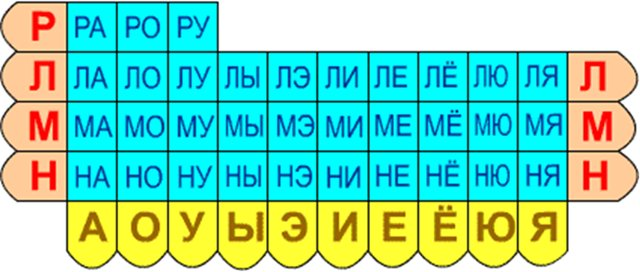 Р РА РО РУ
Л ЛА ЛО ЛУ ЛЫ ЛЭ ЛИ ЛЕ ЛЁ ЛЮ ЛЯ Л
М МА МО МУ МЫ МЭ МИ МЕ МЁ МЮ МЯ М
Н НА НО НУ НЫ НЭ НИ НЕ НЁ НЮ НЯ Н
А О У Ы Э И Е Ё Ю Я